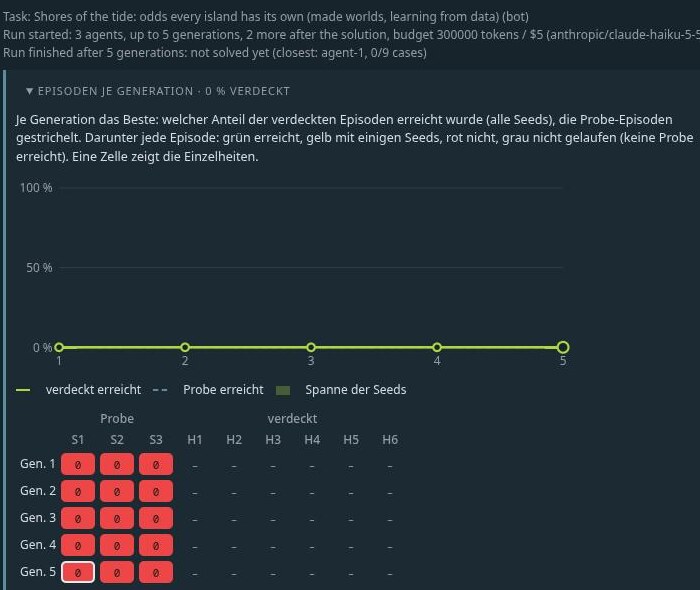 Task: Shores of the tide: odds every island has its own (made worlds, learning from data) (bot)
Run started: 3 agents, up to 5 generations, 2 more after the solution, budget 300000 tokens / $5 (anthropic/claude-haiku-5-5
Run finished after 5 generations: not solved yet (closest: agent-1, 0/9 cases)
▼ EPISODEN JE GENERATION · 0 % VERDECKT
Je Generation das Beste: welcher Anteil der verdeckten Episoden erreicht wurde (alle Seeds), die Probe-Episoden
gestrichelt. Darunter jede Episode: grün erreicht, gelb mit einigen Seeds, rot nicht, grau nicht gelaufen (keine Probe
erreicht). Eine Zelle zeigt die Einzelheiten.
100 %
50 %
0 %
1 2 3 4 5
verdeckt erreicht Probe erreicht Spanne der Seeds
Probe verdeckt
S1 S2 S3 H1 H2 H3 H4 H5 H6
Gen. 1 0 0 0 – – – – – –
Gen. 2 0 0 0 – – – – – –
Gen. 3 0 0 0 – – – – – –
Gen. 4 0 0 0 – – – – – –
Gen. 5 0 0 0 – – – – – –